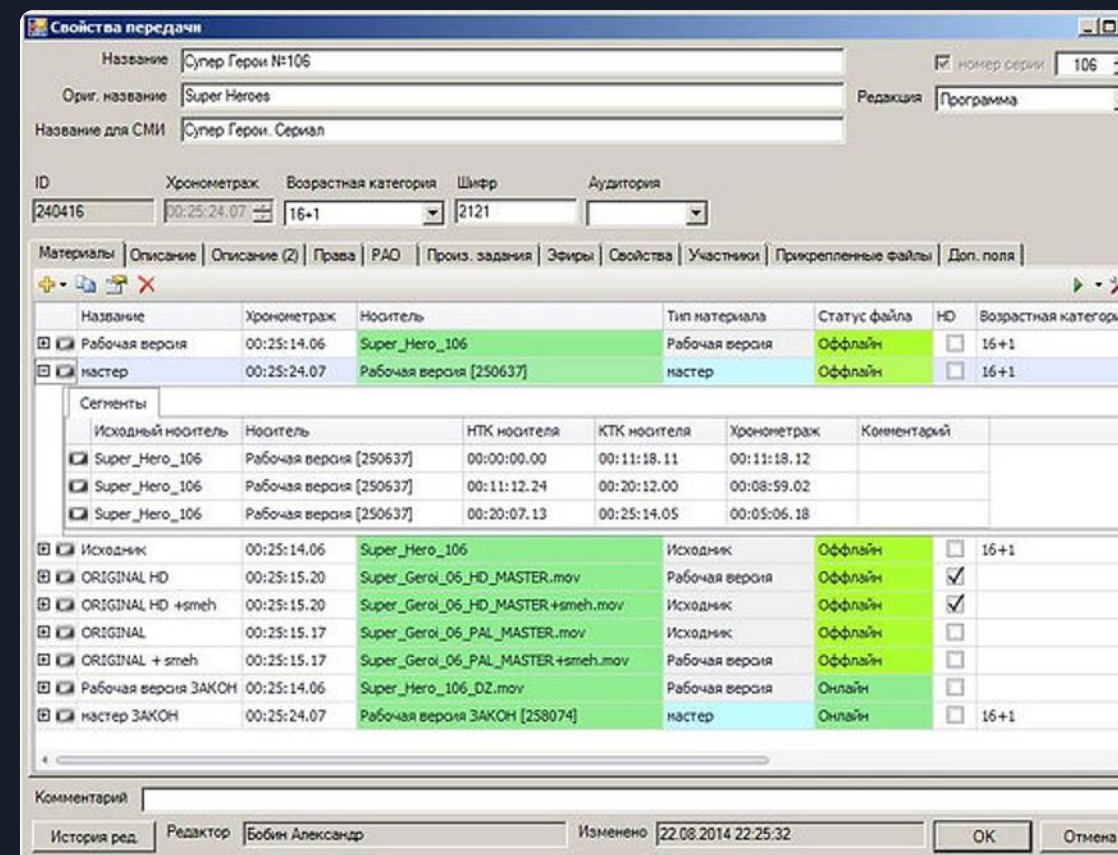 Свойства передачи
Название Супер Герои №106 номер серии 106
Ориг. название Super Heroes Редакция Программа
Название для СМИ Супер Герои. Сериал
ID Хронометраж Возрастная категория Шифр Аудитория
240416 00:25:24.07 16+1 2121
Материалы Описание Описание (2) Права РАО Произ. задания Эфиры Свойства Участники Прикрепленные файлы Доп. поля
Название Хронометраж Носитель Тип материала Статус файла HD Возрастная категори
Рабочая версия 00:25:14.06 Super_Hero_106 Рабочая версия Оффлайн 16+1
мастер 00:25:24.07 Рабочая версия [250637] мастер Оффлайн 16+1
Сегменты
Исходный носитель Носитель НТК носителя КТК носителя Хронометраж Комментарий
Super_Hero_106 Рабочая версия [250637] 00:00:00.00 00:11:18.11 00:11:18.12
Super_Hero_106 Рабочая версия [250637] 00:11:12.24 00:20:12.00 00:08:59.02
Super_Hero_106 Рабочая версия [250637] 00:20:07.13 00:25:14.05 00:05:06.18
Исходник 00:25:14.06 Super_Hero_106 Исходник Оффлайн 16+1
ORIGINAL HD 00:25:15.20 Super_Geroi_06_HD_MASTER.mov Рабочая версия Оффлайн
ORIGINAL HD +smeh 00:25:15.20 Super_Geroi_06_HD_MASTER+smeh.mov Исходник Оффлайн
ORIGINAL 00:25:15.17 Super_Geroi_06_PAL_MASTER.mov Исходник Оффлайн
ORIGINAL + smeh 00:25:15.17 Super_Geroi_06_PAL_MASTER+smeh.mov Рабочая версия Оффлайн
Рабочая версия ЗАКОН 00:25:14.06 Super_Hero_106_DZ.mov Рабочая версия Онлайн
мастер ЗАКОН 00:25:24.07 Рабочая версия ЗАКОН [258074] мастер Онлайн 16+1
Комментарий
История ред. Редактор Бобин Александр Изменено 22.08.2014 22:25:32 ОК Отмена